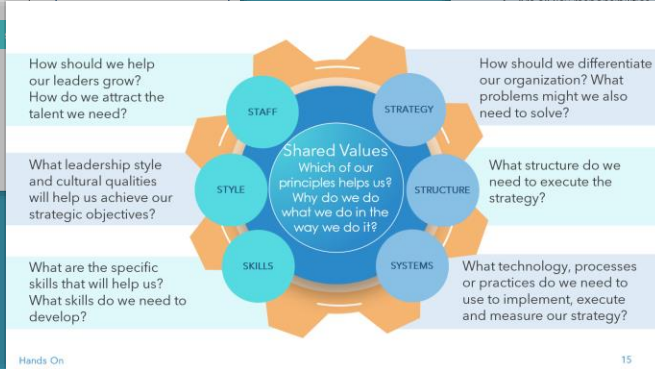 How should we help
our leaders grow?
How do we attract the
talent we need?
STAFF
What leadership style
and cultural qualities
will help us achieve our
strategic objectives?
STYLE
What are the specific
skills that will help us?
What skills do we need to
develop?
SKILLS
Shared Values
Which of our
principles helps us?
Why do we do
what we do in the
way we do it?
STRATEGY
How should we differentiate
our organization? What
problems might we also
need to solve?
STRUCTURE
What structure do we
need to execute the
strategy?
SYSTEMS
What technology, processes
or practices do we need to
use to implement, execute
and measure our strategy?
Hands On
15